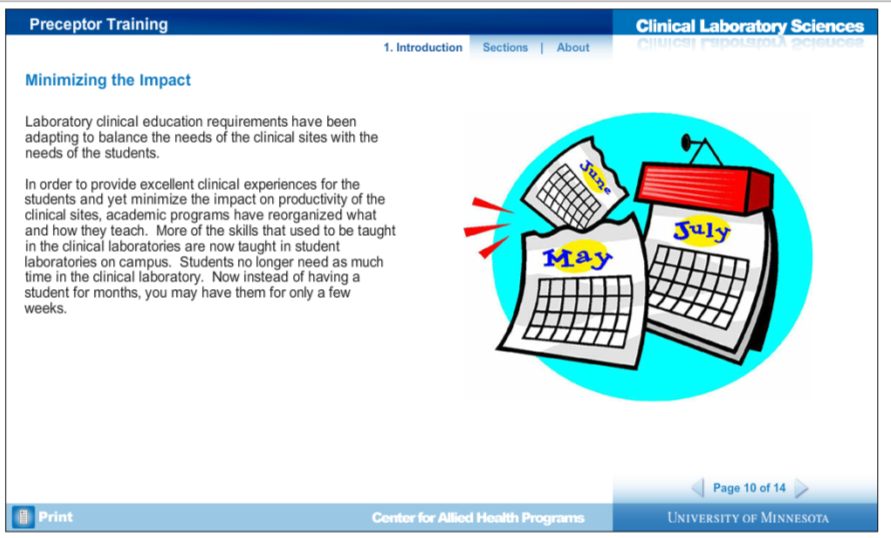 Preceptor Training
Clinical Laboratory Sciences
1. Introduction
Sections | About
Minimizing the Impact
Laboratory clinical education requirements have been
adapting to balance the needs of the clinical sites with the
needs of the students.
In order to provide excellent clinical experiences for the
students and yet minimize the impact on productivity of the
clinical sites, academic programs have reorganized what
and how they teach. More of the skills that used to be taught
in the clinical laboratories are now taught in student
laboratories on campus. Students no longer need as much
time in the clinical laboratory. Now instead of having a
student for months, you may have them for only a few
weeks.
June
May
July
Page 10 of 14
Print
Center for Allied Health Programs
UNIVERSITY OF MINNESOTA